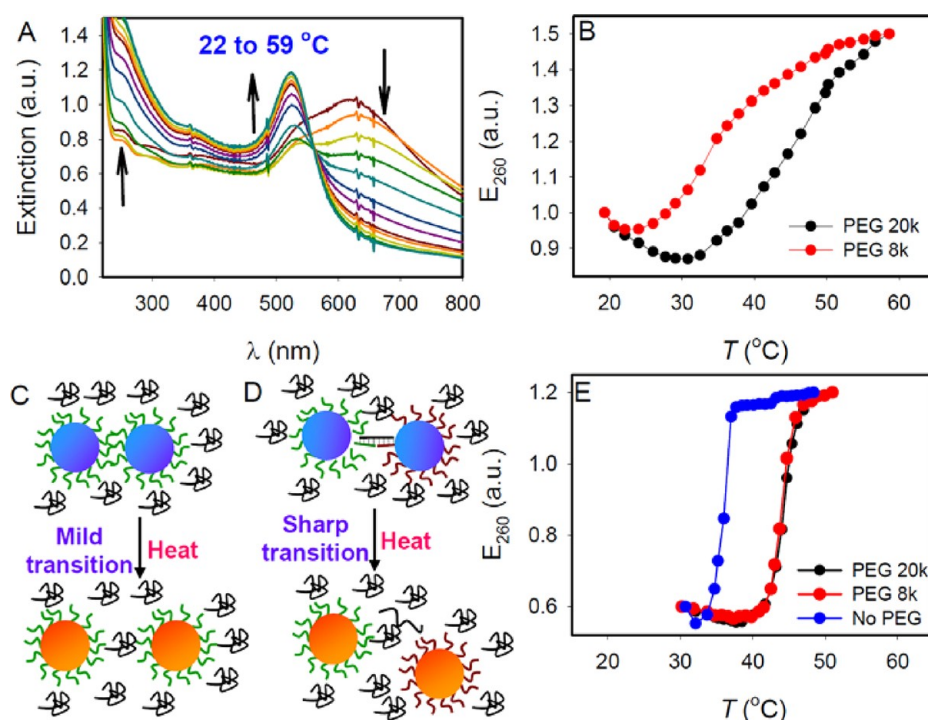 A
22 to 59 °C
Extinction (a.u.)
1.4
1.2
1.0
0.8
0.6
0.4
0.2
0.0
300 400 500 600 700 800
λ (nm)
B
E260 (a.u.)
1.5
1.4
1.3
1.2
1.1
1.0
0.9
PEG 20k
PEG 8k
20 30 40 50 60
T (°C)
C
Mild
transition
Heat
D
Sharp
transition
Heat
E
E260 (a.u.)
1.2
1.0
0.8
0.6
PEG 20k
PEG 8k
No PEG
20 30 40 50 60
T (°C)